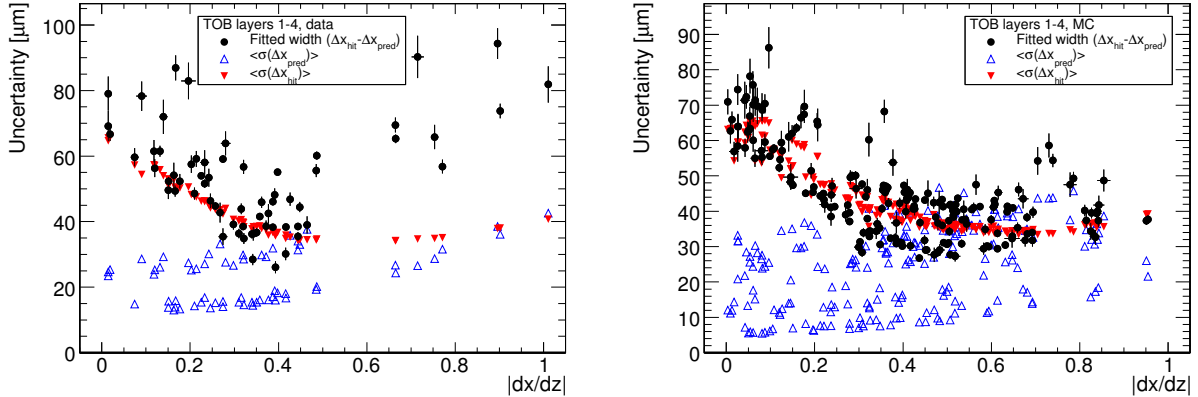 TOB layers 1-4, data
Fitted width (Δx_hit-Δx_pred)
<σ(Δx_pred)>
<σ(Δx_hit)>
Uncertainty [μm]
100
80
60
40
20
0
0 0.2 0.4 0.6 0.8 1
|dx/dz|
TOB layers 1-4, MC
Fitted width (Δx_hit-Δx_pred)
<σ(Δx_pred)>
<σ(Δx_hit)>
Uncertainty [μm]
90
80
70
60
50
40
30
20
10
0
0 0.2 0.4 0.6 0.8 1
|dx/dz|